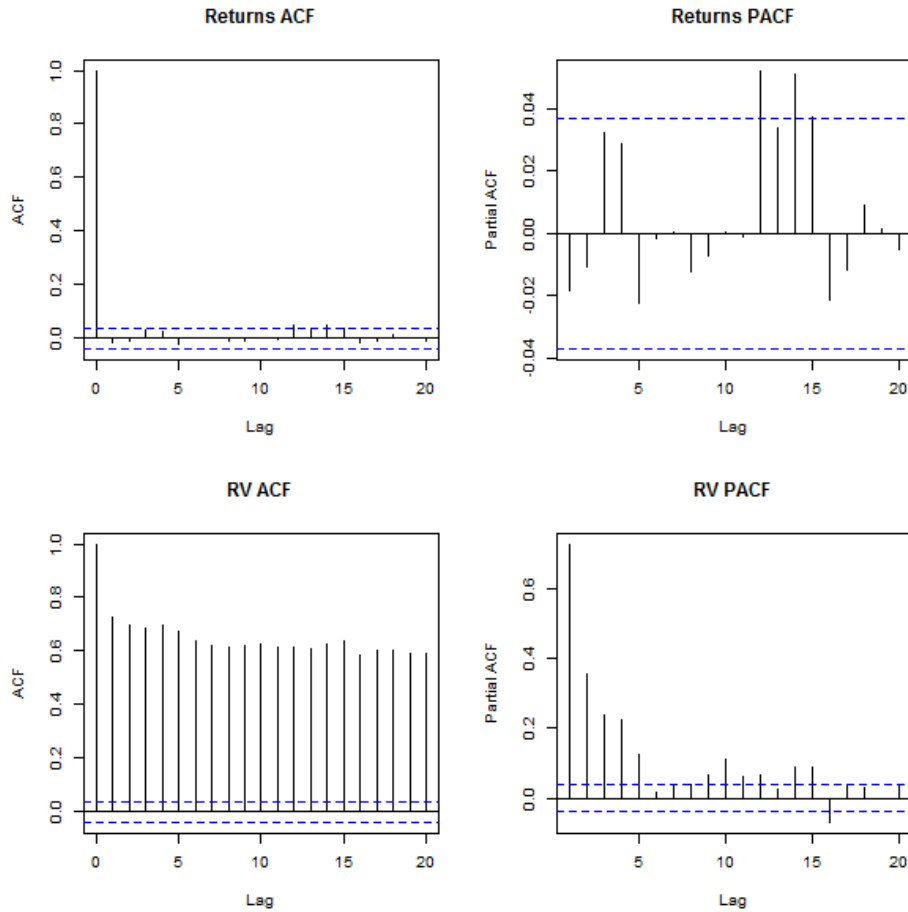 Returns ACF
ACF
0.0 0.2 0.4 0.6 0.8 1.0
0 5 10 15 20
Lag
Returns PACF
Partial ACF
-0.04 -0.02 0.00 0.02 0.04
5 10 15 20
Lag
RV ACF
ACF
0.0 0.2 0.4 0.6 0.8 1.0
0 5 10 15 20
Lag
RV PACF
Partial ACF
0.0 0.2 0.4 0.6
5 10 15 20
Lag